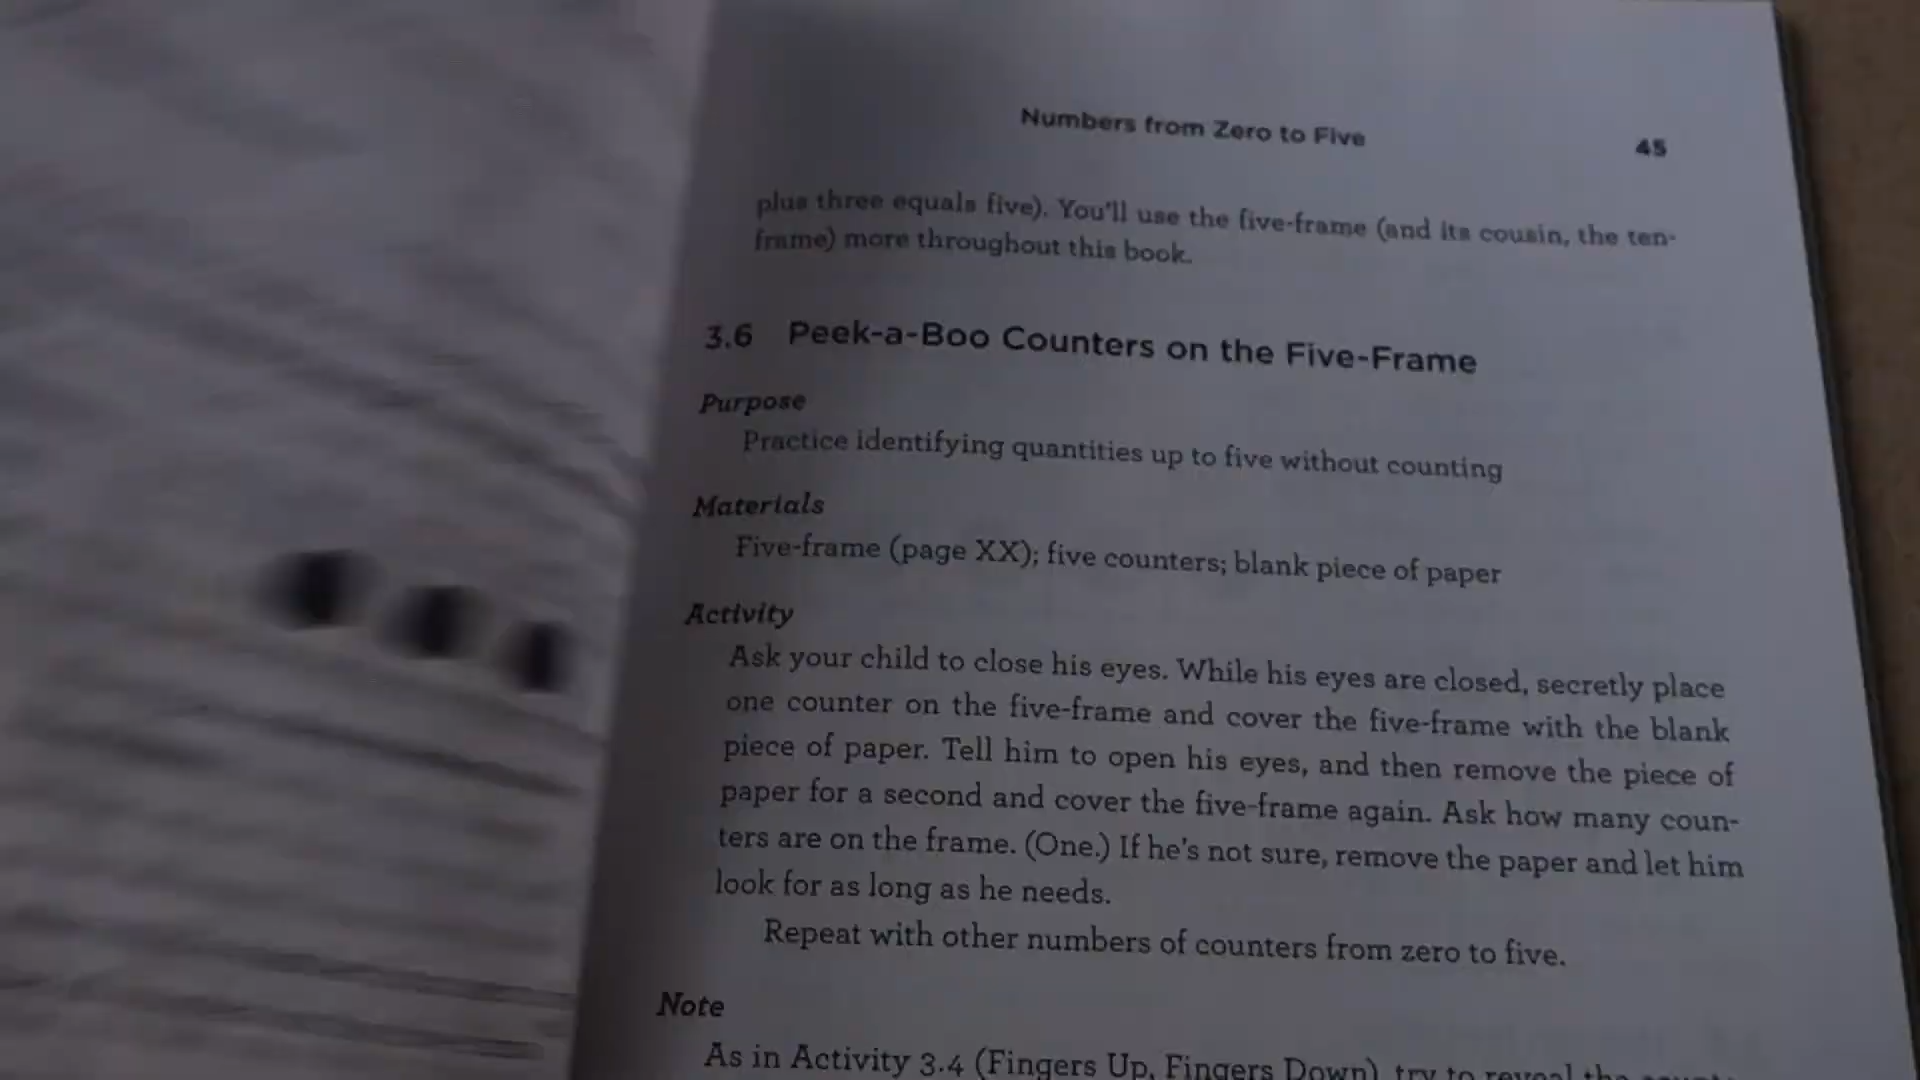 Numbers from Zero to Five 45
plus three equals five). You'll use the five-frame (and its cousin, the ten-
frame) more throughout this book.
3.6 Peek-a-Boo Counters on the Five-Frame
Purpose
Practice identifying quantities up to five without counting
Materials
Five-frame (page XX); five counters; blank piece of paper
Activity
Ask your child to close his eyes. While his eyes are closed, secretly place
one counter on the five-frame and cover the five-frame with the blank
piece of paper. Tell him to open his eyes, and then remove the piece of
paper for a second and cover the five-frame again. Ask how many coun-
ters are on the frame. (One.) If he's not sure, remove the paper and let him
look for as long as he needs.
Repeat with other numbers of counters from zero to five.
Note
As in Activity 3.4 (Fingers Up, Fingers Down), try to reveal the